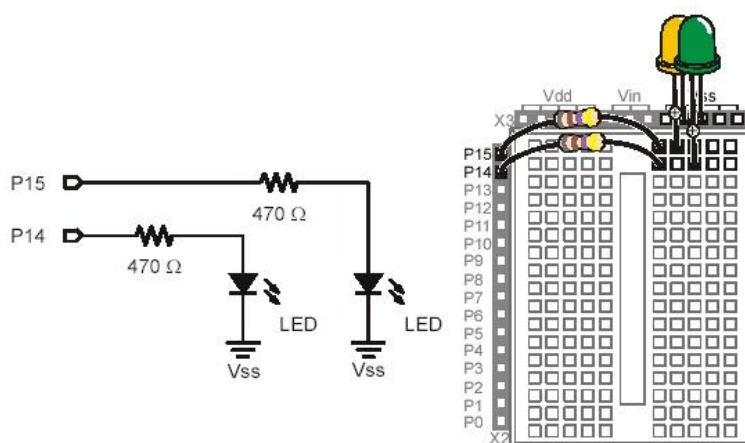 P15
470 Ω
P14
470 Ω
LED
LED
Vss
Vss
Vdd
Vin
Vss
X3
P15
P14
P13
P12
P11
P10
P9
P8
P7
P6
P5
P4
P3
P2
P1
P0
X2